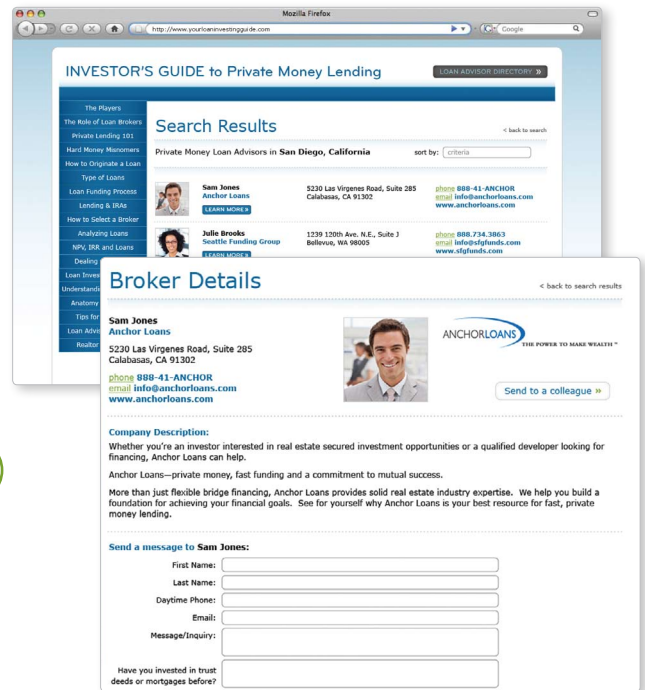 Mozilla Firefox
http://www.yourloaninvestingguide.com
Google
INVESTOR'S GUIDE to Private Money Lending
LOAN ADVISOR DIRECTORY »
The Players
The Role of Loan Brokers
Private Lending 101
Hard Money Misnomers
How to Originate a Loan
Type of Loans
Loan Funding Process
Lending & IRAs
How to Select a Broker
Analyzing Loans
NPV, IRR and Loans
Dealing
Loan Inves
Understandi
Anatomy
Tips for
Loan Advi
Realtor
Search Results
< back to search
Private Money Loan Advisors in San Diego, California
sort by: criteria
Sam Jones
Anchor Loans
LEARN MORE »
5230 Las Virgenes Road, Suite 285
Calabasas, CA 91302
phone 888-41-ANCHOR
email info@anchorloans.com
www.anchorloans.com
Julie Brooks
Seattle Funding Group
LEARN MORE »
1239 120th Ave. N.E., Suite J
Bellevue, WA 98005
phone 888.734.3863
email info@sfgfunds.com
www.sfgfunds.com
Broker Details
< back to search results
Sam Jones
Anchor Loans
5230 Las Virgenes Road, Suite 285
Calabasas, CA 91302
phone 888-41-ANCHOR
email info@anchorloans.com
www.anchorloans.com
ANCHORLOANS
THE POWER TO MAKE WEALTH ™
Send to a colleague »
Company Description:
Whether you're an investor interested in real estate secured investment opportunities or a qualified developer looking for
financing, Anchor Loans can help.
Anchor Loans—private money, fast funding and a commitment to mutual success.
More than just flexible bridge financing, Anchor Loans provides solid real estate industry expertise. We help you build a
foundation for achieving your financial goals. See for yourself why Anchor Loans is your best resource for fast, private
money lending.
Send a message to Sam Jones:
First Name:
Last Name:
Daytime Phone:
Email:
Message/Inquiry:
Have you invested in trust
deeds or mortgages before?